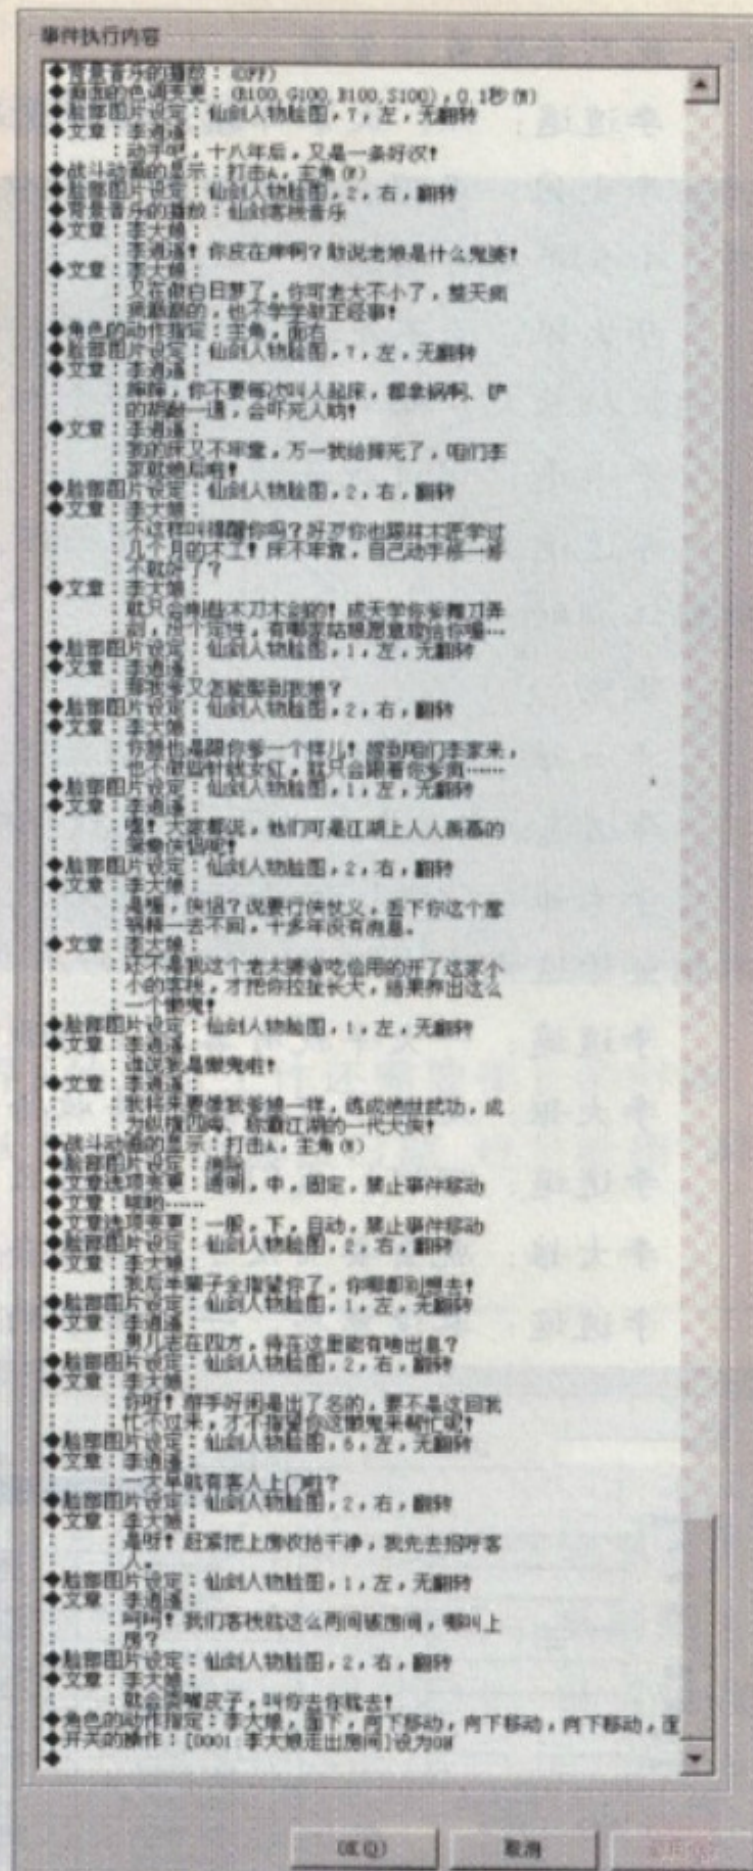 事件执行内容
◆背景音乐的播放：(OFF)
◆画面的色调变更：(R100,G100,B100,S100)，0.1秒(W)
◆脸部图片设定：仙剑人物脸图，7，左，无翻转
◆文章：李逍遥：
：动手吧，十八年后，又是一条好汉！
◆战斗动画的显示：打击A，主角(W)
◆脸部图片设定：仙剑人物脸图，2，右，翻转
◆背景音乐的播放：仙剑客栈音乐
◆文章：李大娘：
：李逍遥！你皮在痒啊？敢说老娘是什么鬼婆！
◆文章：李大娘：
：又在做白日梦了，你可老大不小了，整天疯
：疯癫癫的，也不学学做正经事！
◆角色的动作指定：主角，面右
◆脸部图片设定：仙剑人物脸图，7，左，无翻转
◆文章：李逍遥：
：婶婶，你不要每次叫人起床，都拿锅啊、铲
：的胡敲一通，会吓死人呐！
◆文章：李逍遥：
：我的床又不牢靠，万一我给摔死了，咱们李
：家就绝后啦！
◆脸部图片设定：仙剑人物脸图，2，右，翻转
◆文章：李大娘：
：不这样叫得醒你吗？好歹你也跟林木匠学过
：几个月的木工！床不牢靠，自己动手修一修
：不就好了？
◆文章：李大娘：
：就只会削些木刀木剑的！成天学你爹舞刀弄
：剑，没个定性，有哪家姑娘愿意嫁给你喔…
◆脸部图片设定：仙剑人物脸图，1，左，无翻转
◆文章：李逍遥：
：那我爹又怎能娶到我娘？
◆脸部图片设定：仙剑人物脸图，2，右，翻转
◆文章：李大娘：
：你娘也是跟你爹一个样儿！嫁到咱们李家来，
：也不做些针线女红，就只会跟着你爹疯……
◆脸部图片设定：仙剑人物脸图，1，左，无翻转
◆文章：李逍遥：
：嘿！大家都说，他们可是江湖上人人羡慕的
：鸳鸯侠侣呢！
◆脸部图片设定：仙剑人物脸图，2，右，翻转
◆文章：李大娘：
：是喔，侠侣？说要行侠仗义，丢下你这个惹
：祸精一去不回，十多年没有消息。
◆文章：李大娘：
：还不是我这个老太婆省吃俭用的开了这家小
：小的客栈，才把你拉扯长大，结果养出这么
：一个懒鬼！
◆脸部图片设定：仙剑人物脸图，1，左，无翻转
◆文章：李逍遥：
：谁说我是懒鬼啦！
◆文章：李逍遥：
：我将来要像我爹娘一样，练成绝世武功，成
：为纵横四海、称霸江湖的一代大侠！
◆战斗动画的显示：打击A，主角(W)
◆脸部图片设定：消除
◆文章选项变更：透明，中，固定，禁止事件移动
◆文章：……
◆文章选项变更：一般，下，自动，禁止事件移动
◆脸部图片设定：仙剑人物脸图，2，右，翻转
◆文章：李大娘：
：我后半辈子全指望你了，你哪都别想去！
◆脸部图片设定：仙剑人物脸图，1，左，无翻转
◆文章：李逍遥：
：男儿志在四方，待在这里能有啥出息？
◆脸部图片设定：仙剑人物脸图，2，右，翻转
◆文章：李大娘：
：你呀！游手好闲是出了名的，要不是这回我
：忙不过来，才不指望你这懒鬼来帮忙呢！
◆脸部图片设定：仙剑人物脸图，6，左，无翻转
◆文章：李逍遥：
：一大早就有客人上门啦？
◆脸部图片设定：仙剑人物脸图，2，右，翻转
◆文章：李大娘：
：是呀！赶紧把上房收拾干净，我先去招呼客
：人。
◆脸部图片设定：仙剑人物脸图，1，左，无翻转
◆文章：李逍遥：
：呵呵！我们客栈就这么两间破房间，哪叫上
：房？
◆脸部图片设定：仙剑人物脸图，2，右，翻转
◆文章：李大娘：
：就会耍嘴皮子，叫你去你就去！
◆角色的动作指定：李大娘，面下，向下移动，向下移动，向下移动，面
◆开关的操作：[0001:李大娘走出房间]设为ON
◆
OK(O)
取消